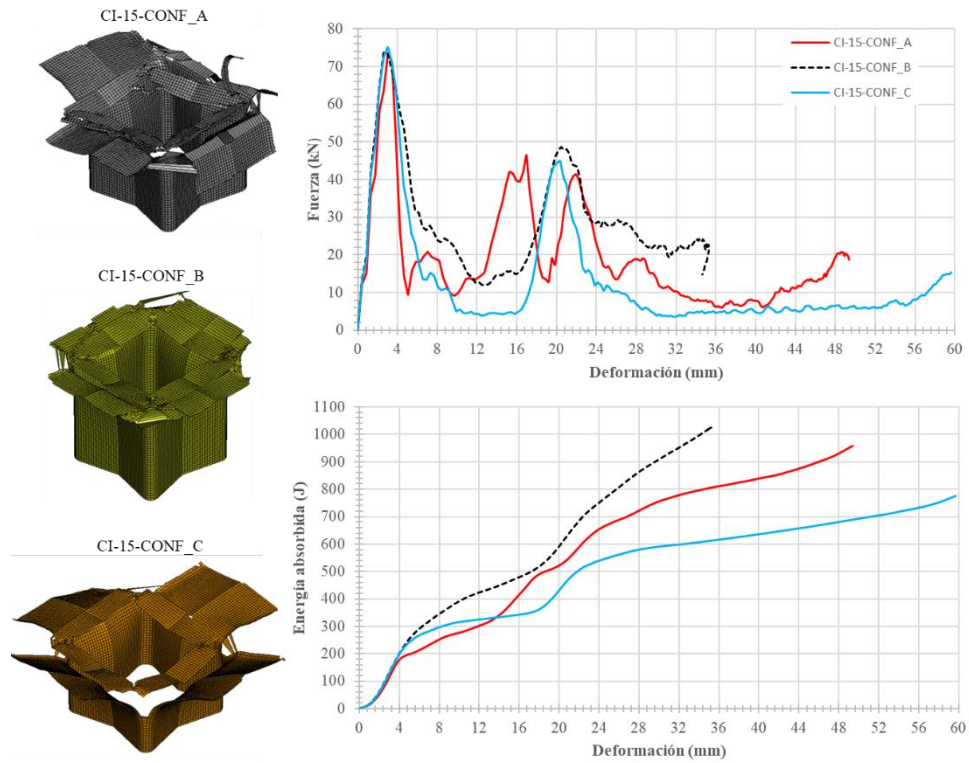 CI-15-CONF_A
CI-15-CONF_B
CI-15-CONF_C
Fuerza (kN)
80
70
60
50
40
30
20
10
0
0 4 8 12 16 20 24 28 32 36 40 44 48 52 56 60
Deformación (mm)
CI-15-CONF_A
CI-15-CONF_B
CI-15-CONF_C
Energía absorbida (J)
1100
1000
900
800
700
600
500
400
300
200
100
0
0 4 8 12 16 20 24 28 32 36 40 44 48 52 56 60
Deformación (mm)